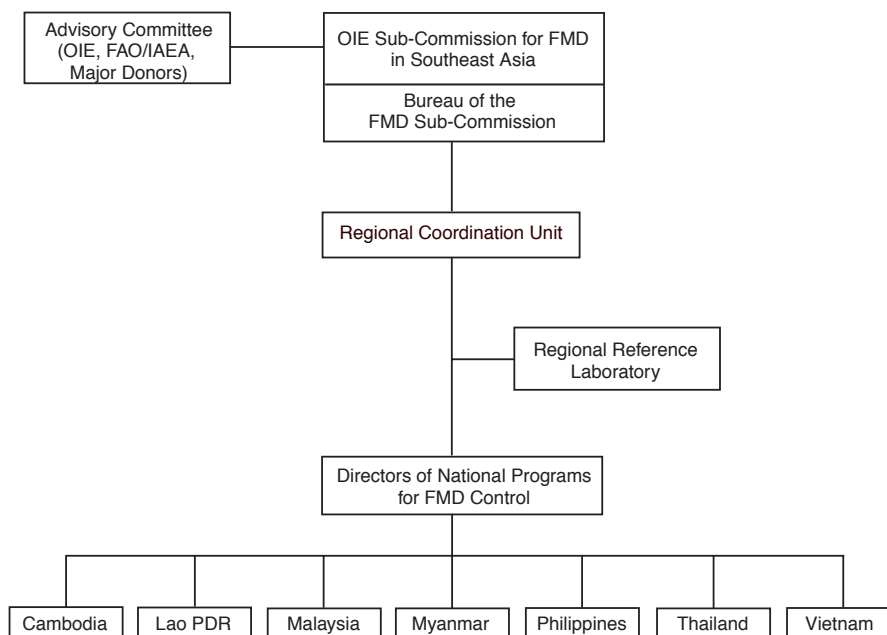 Advisory Committee
(OIE, FAO/IAEA,
Major Donors)
OIE Sub-Commission for FMD
in Southeast Asia
Bureau of the
FMD Sub-Commission
Regional Coordination Unit
Regional Reference
Laboratory
Directors of National Programs
for FMD Control
Cambodia
Lao PDR
Malaysia
Myanmar
Philippines
Thailand
Vietnam